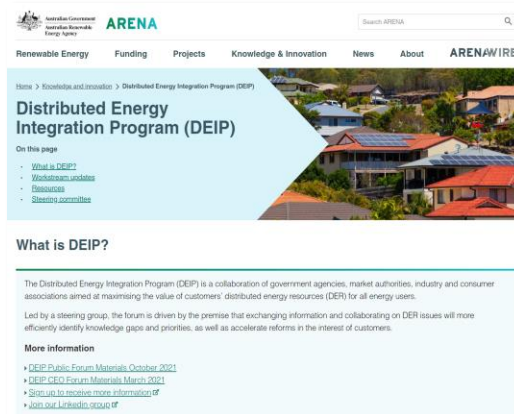 Australian Government
Australian Renewable
Energy Agency
ARENA
Search ARENA
Renewable Energy Funding Projects Knowledge & Innovation News About ARENAWIRE
Home > Knowledge and innovation > Distributed Energy Integration Program (DEIP)
Distributed Energy
Integration Program (DEIP)
On this page
What is DEIP?
Workstream updates
Resources
Steering committee
What is DEIP?
The Distributed Energy Integration Program (DEIP) is a collaboration of government agencies, market authorities, industry and consumer
associations aimed at maximising the value of customers' distributed energy resources (DER) for all energy users.
Led by a steering group, the forum is driven by the premise that exchanging information and collaborating on DER issues will more
efficiently identify knowledge gaps and priorities, as well as accelerate reforms in the interest of customers.
More information
DEIP Public Forum Materials October 2021
DEIP CEO Forum Materials March 2021
Sign up to receive more information
Join our Linkedin group